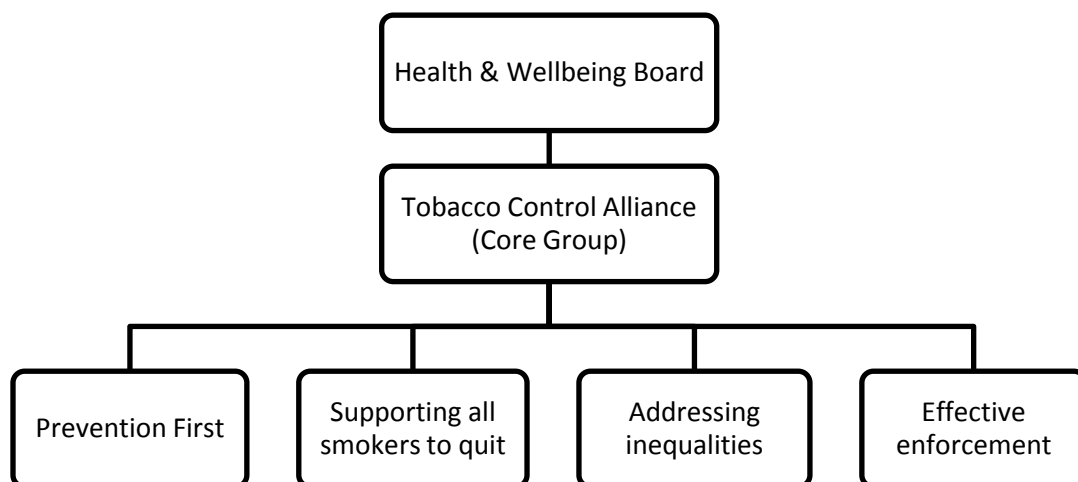 Health & Wellbeing Board
Tobacco Control Alliance
(Core Group)
Prevention First
Supporting all
smokers to quit
Addressing
inequalities
Effective
enforcement